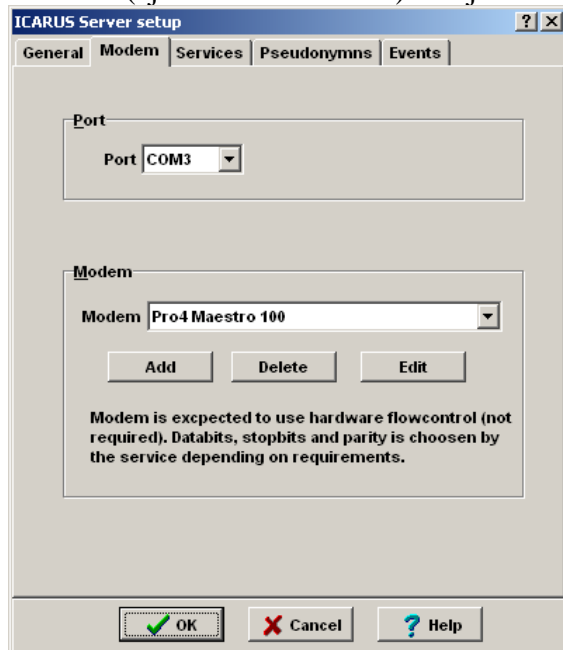 ICARUS Server setup
General Modem Services Pseudonymns Events
Port
Port COM3
Modem
Modem Pro4 Maestro 100
Add Delete Edit
Modem is excpected to use hardware flowcontrol (not
required). Databits, stopbits and parity is choosen by
the service depending on requirements.
OK Cancel ? Help